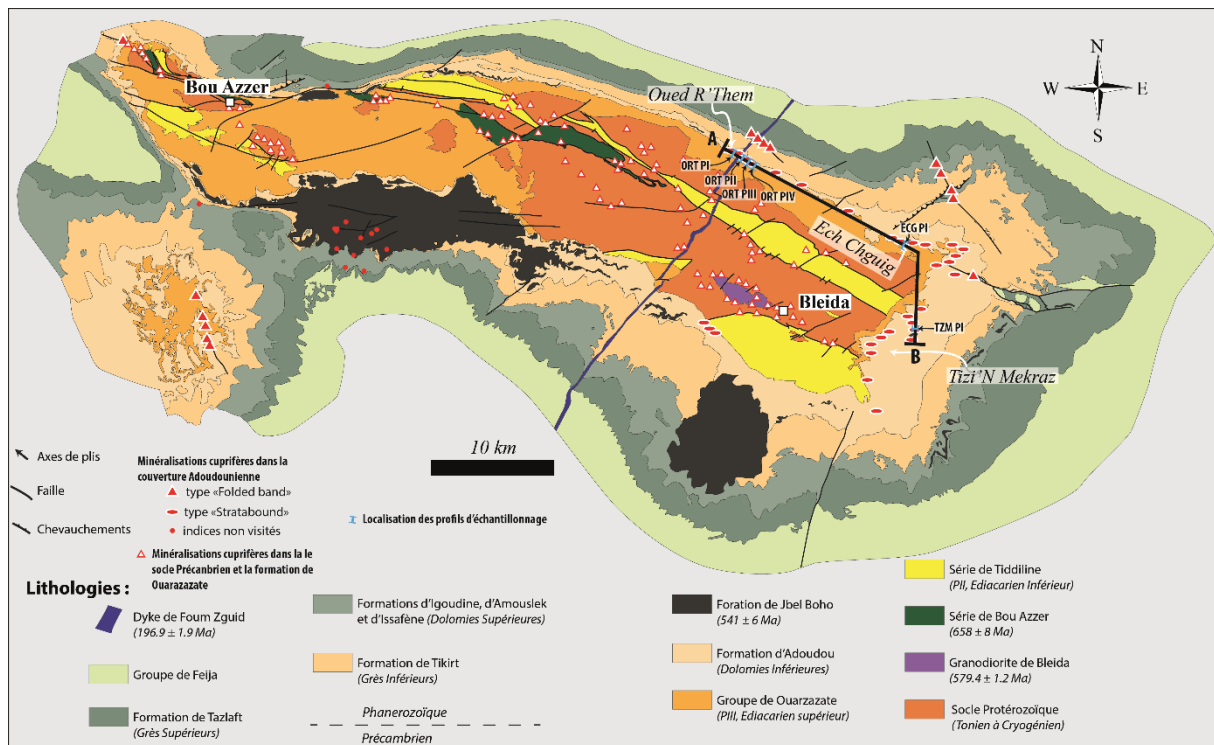 N
W E
S
Bou Azzer
Oued R'Them
A
ORT PI
ORT PII
ORT PIII
ORT PIV
Ech Chguig
ECG PI
Bleida
TZM PI
B
Tizi'N Mekraz
10 km
Axes de plis
Faille
Chevauchements
Minéralisations cuprifères dans la
couverture Adoudounienne
type «Folded band»
type «Stratabound»
indices non visités
Minéralisations cuprifères dans la le
socle Précanbrien et la formation de
Ouarazazate
Localisation des profils d'échantillonnage
Lithologies :
Dyke de Foum Zguid
(196.9 ± 1.9 Ma)
Groupe de Feija
Formation de Tazlaft
(Grès Supérieurs)
Formations d'Igoudine, d'Amouslek
et d'Issafène (Dolomies Supérieures)
Formation de Tikirt
(Grès Inférieurs)
Phanerozoïque
Précambrien
Foration de Jbel Boho
(541 ± 6 Ma)
Formation d'Adoudou
(Dolomies Inférieures)
Groupe de Ouarzazate
(PIII, Ediacarien supérieur)
Série de Tiddiline
(PII, Ediacarien Inférieur)
Série de Bou Azzer
(658 ± 8 Ma)
Granodiorite de Bleida
(579.4 ± 1.2 Ma)
Socle Protérozoïque
(Tonien à Cryogénien)